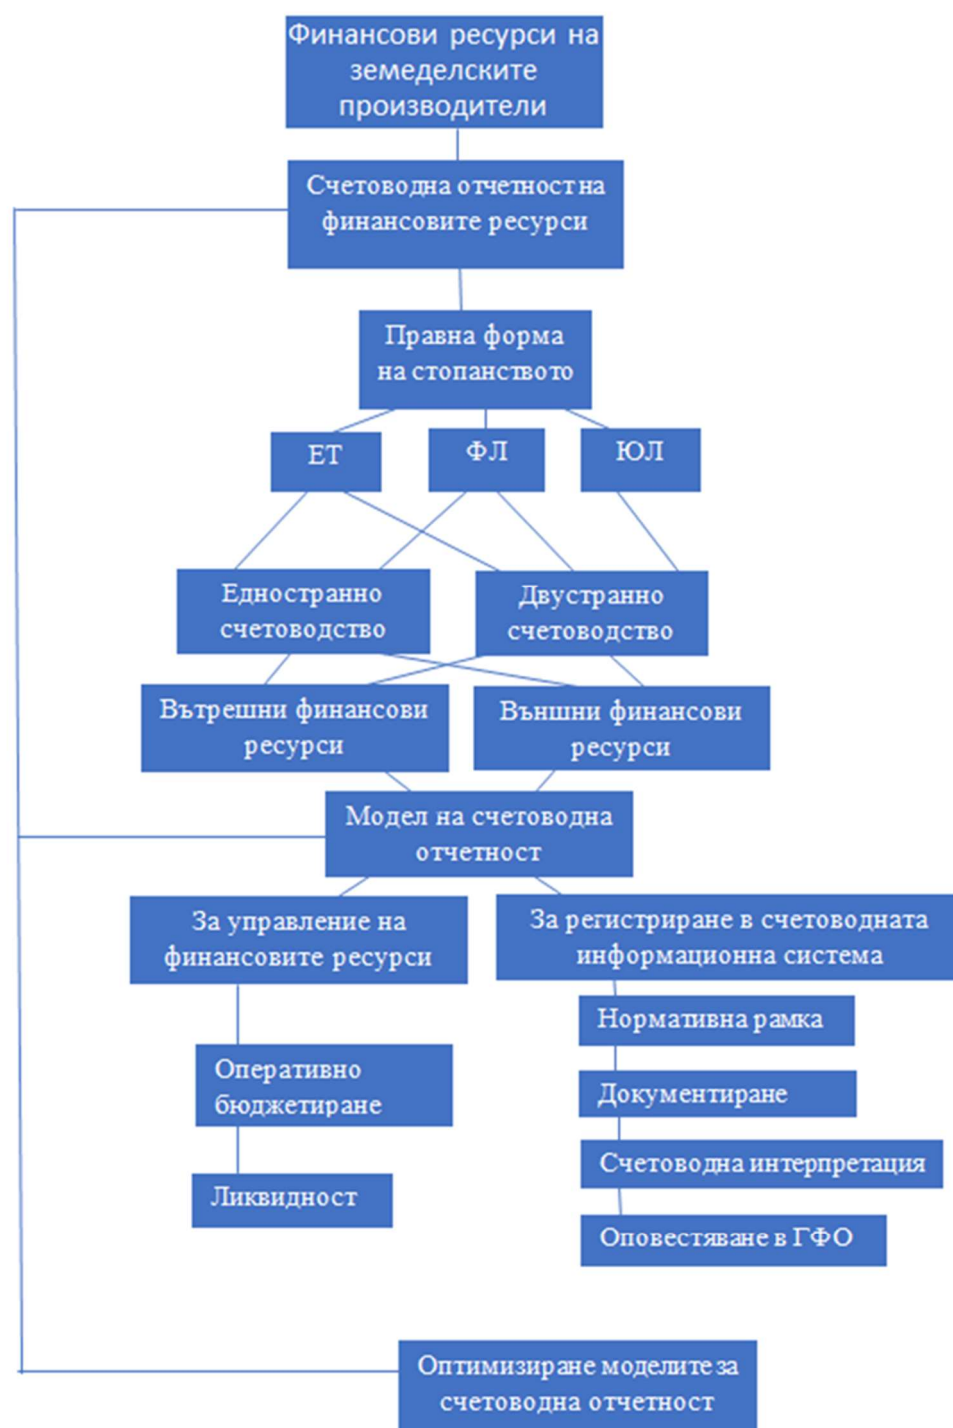 Финансови ресурси на
земеделските
производители
Счетоводна отчетност на
финансовите ресурси
Правна форма
на стопанството
ЕТ
ФЛ
ЮЛ
Едностранно
счетоводство
Двустранно
счетоводство
Вътрешни финансови
ресурси
Външни финансови
ресурси
Модел на счетоводна
отчетност
За управление на
финансовите ресурси
За регистриране в счетоводната
информационна система
Оперативно
бюджетиране
Ликвидност
Нормативна рамка
Документиране
Счетоводна интерпретация
Оповестяване в ГФО
Оптимизиране моделите за
счетоводна отчетност